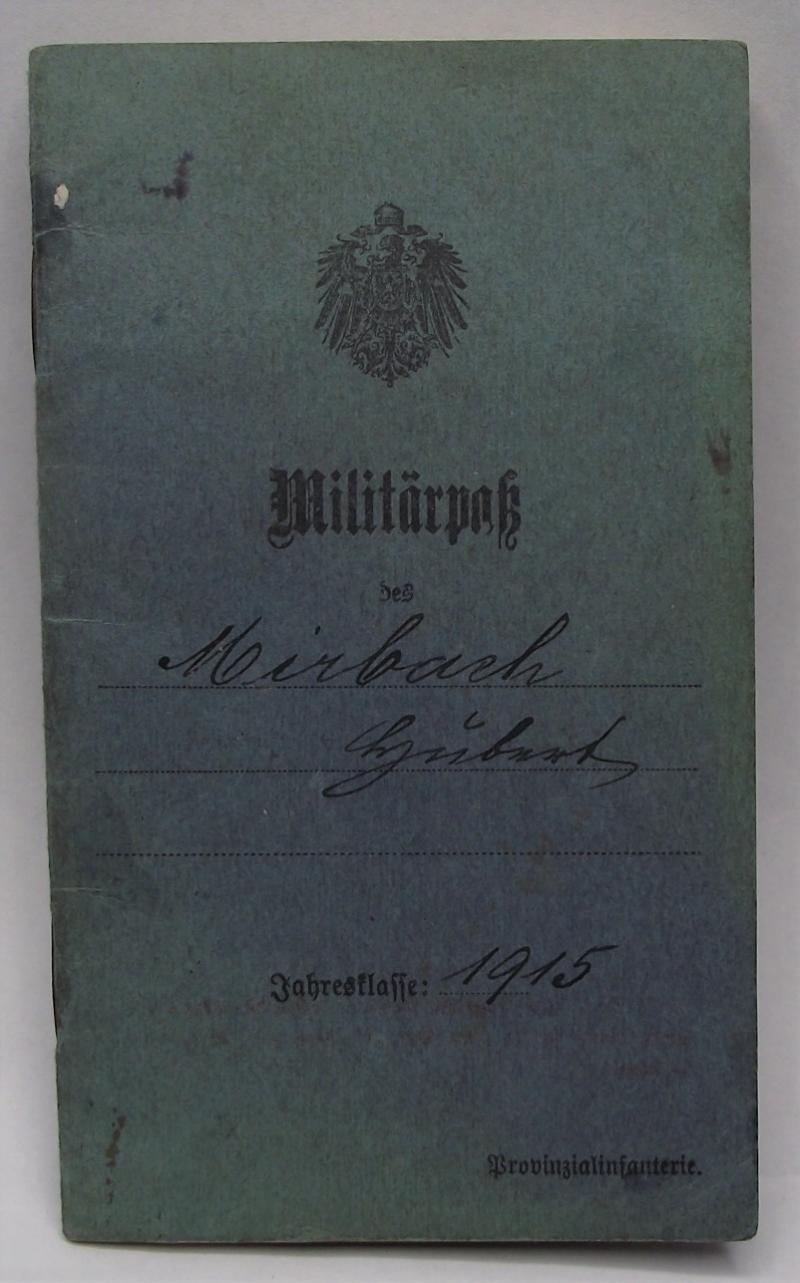 Militärpaß
des
Mirbach
Hubert
Jahresklasse: 1915
Provinzialinfanterie.